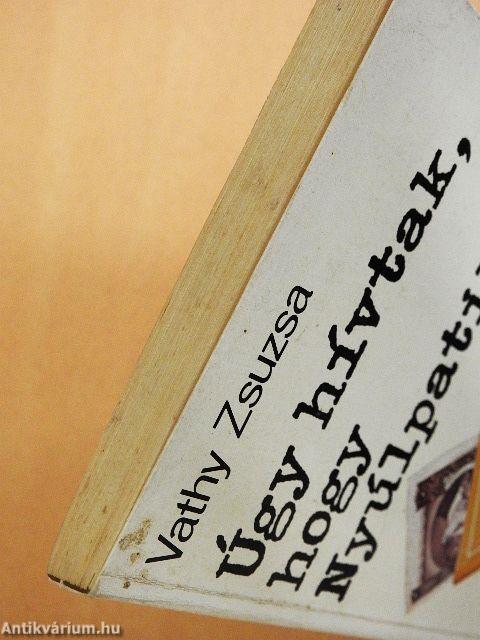 Vathy Zsuzsa
Úgy hívtak,
hogy
Nyúlpati
Antikvárium.hu